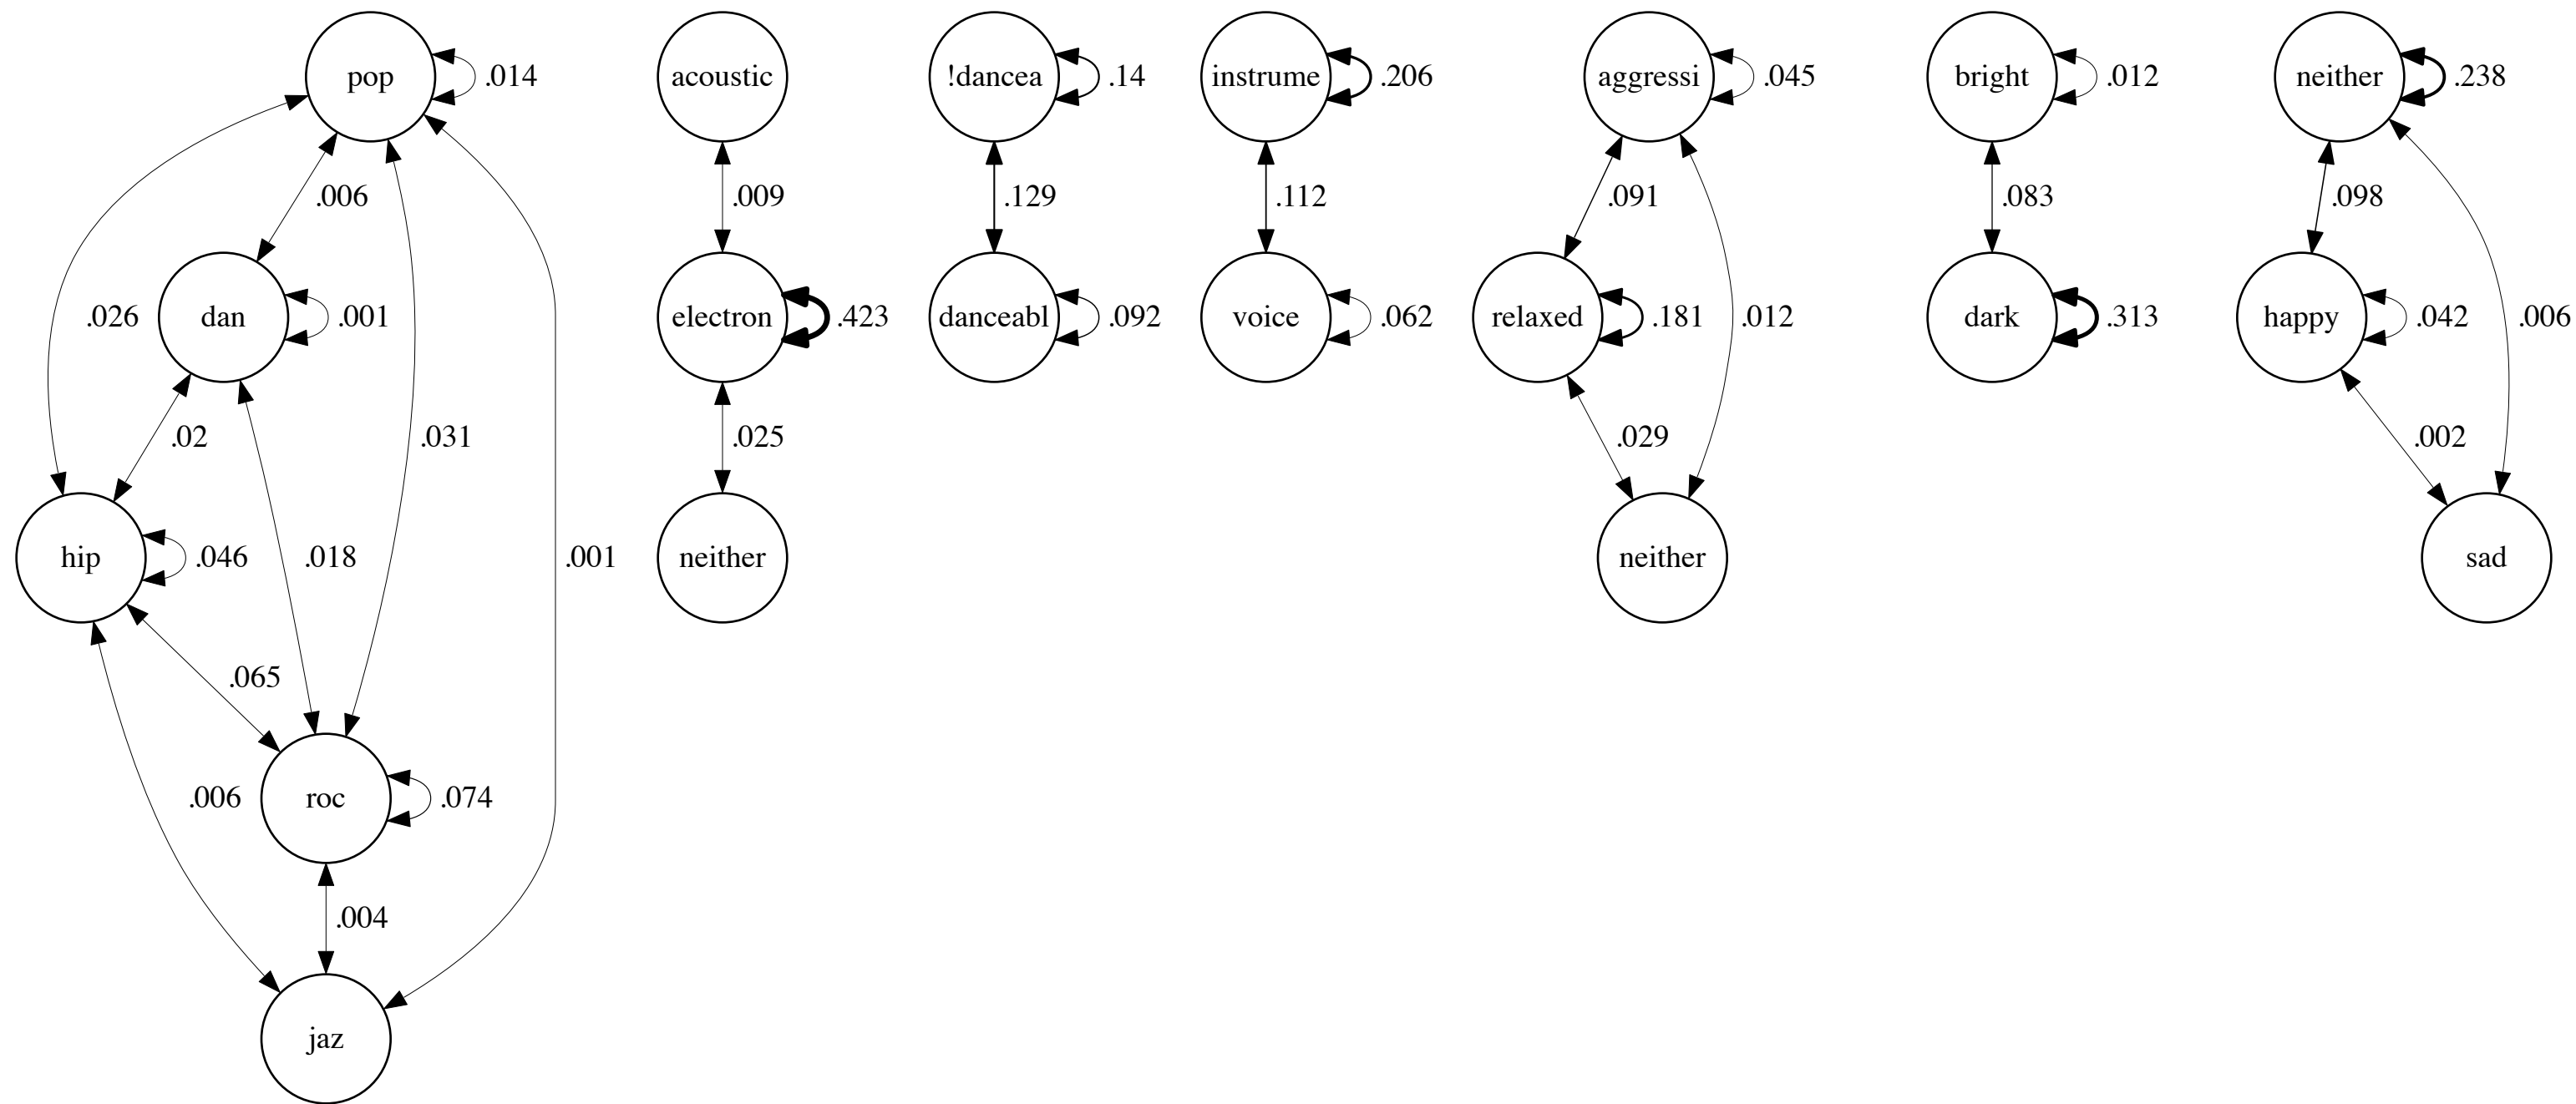 pop
.014
acoustic
!dancea
.14
instrume
.206
aggressi
.045
bright
.012
neither
.238
.006
.009
.129
.112
.091
.083
.098
.026
dan
.001
.031
.001
electron
.423
danceabl
.092
voice
.062
relaxed
.181
.012
dark
.313
happy
.042
.006
.02
.025
.029
.002
hip
.046
.018
neither
neither
sad
.065
.006
roc
.074
.004
jaz